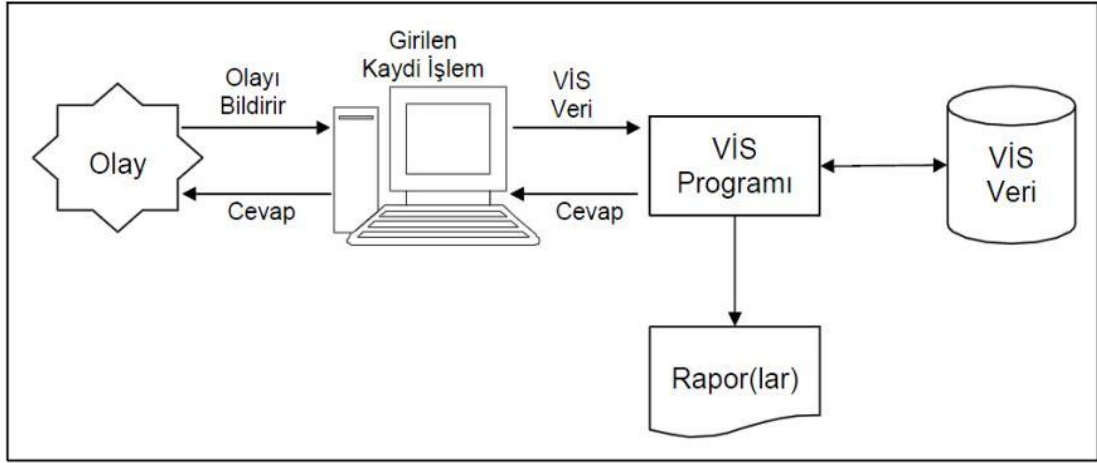 Girilen
Kaydi İşlem
Olayı
Bildirir
VİS
Veri
Olay
VİS
Programı
VİS
Veri
Cevap
Cevap
Rapor(lar)